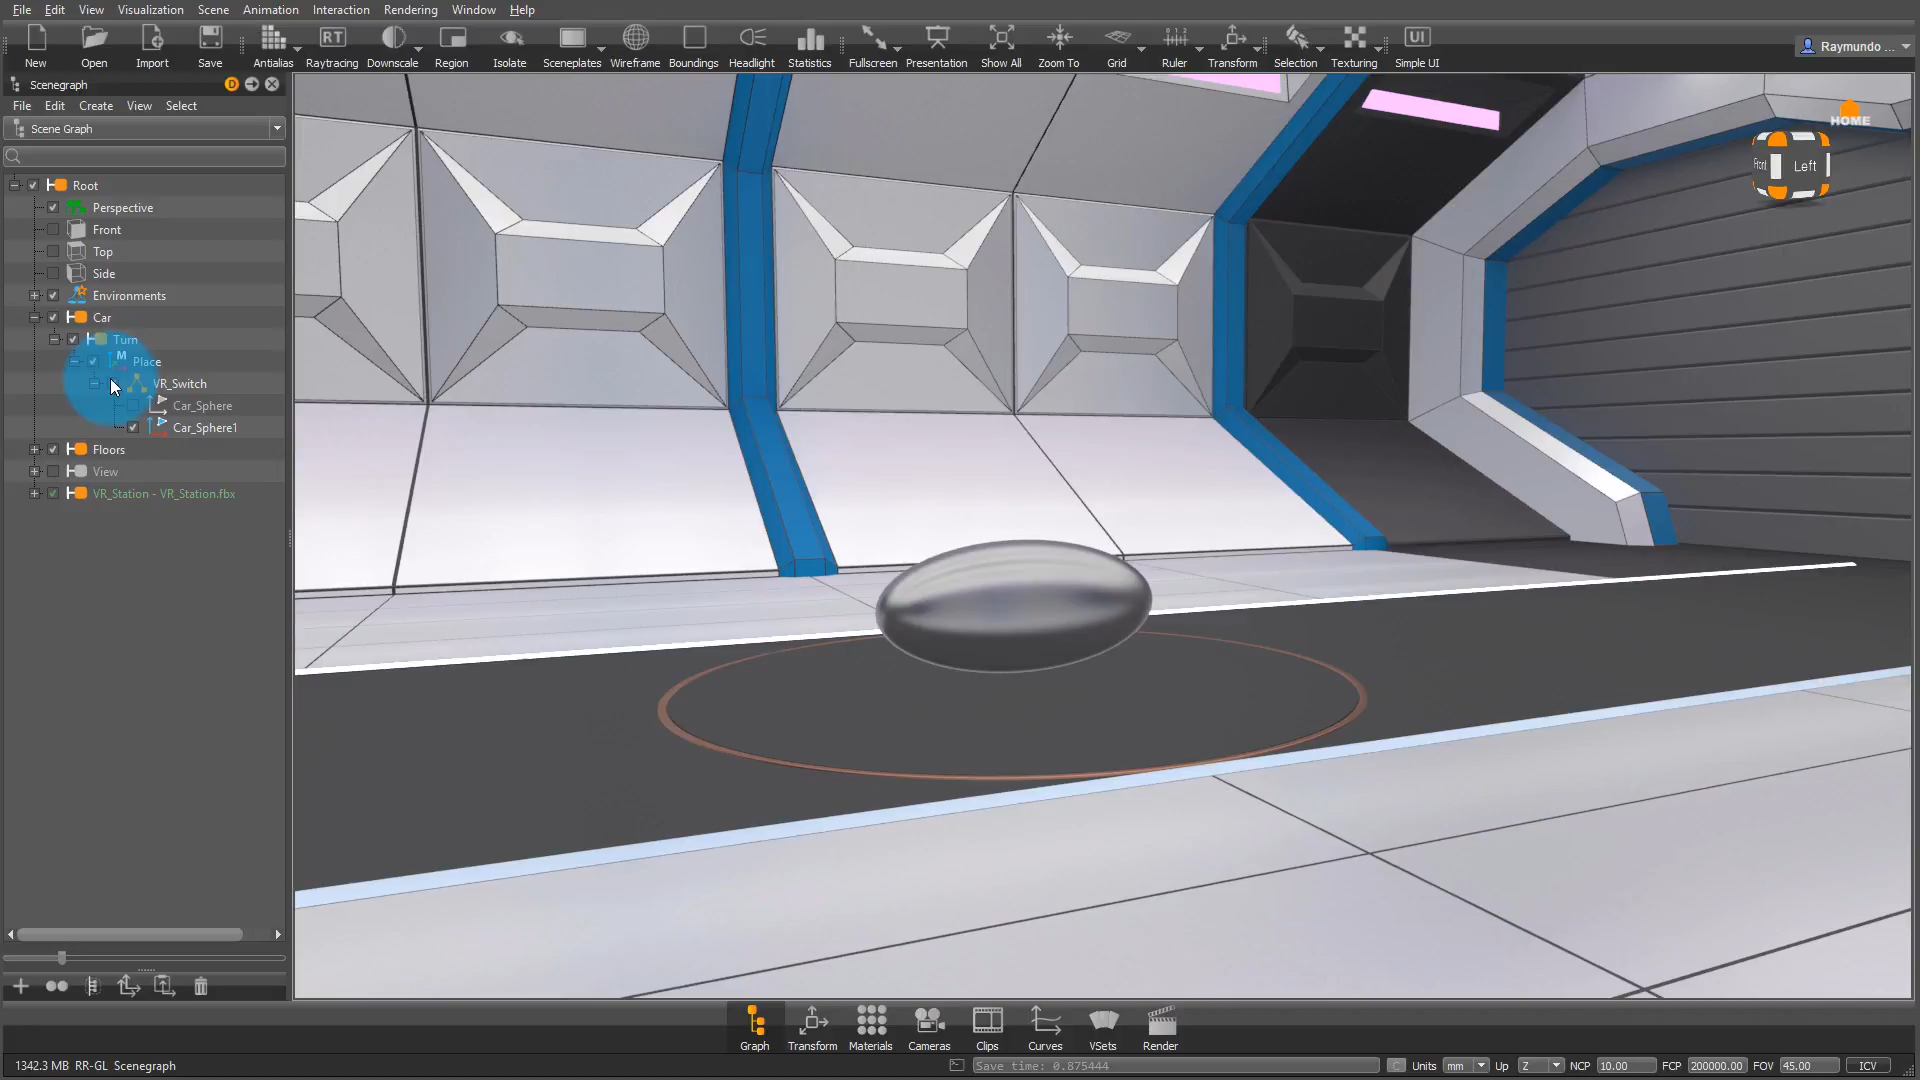 File Edit View Visualization Scene Animation Interaction Rendering Window Help
New Open Import Save Antialias Raytracing Downscale Region Isolate Sceneplates Wireframe Boundings Headlight Statistics Fullscreen Presentation Show All Zoom To Grid Ruler Transform Selection Texturing Simple UI
RT
UI
Raymundo ...
Scenegraph
D
File Edit Create View Select
Scene Graph
Root
Perspective
Front
Top
Side
Environments
Car
Turn
M
Place
VR_Switch
Car_Sphere
Car_Sphere1
Floors
View
VR_Station - VR_Station.fbx
HOME
Front
Left
Graph Transform Materials Cameras Clips Curves VSets Render
1342.3 MB RR-GL Scenegraph
Save time: 0.875444
C Units mm Up Z NCP 10.00 FCP 200000.00 FOV 45.00 ICV